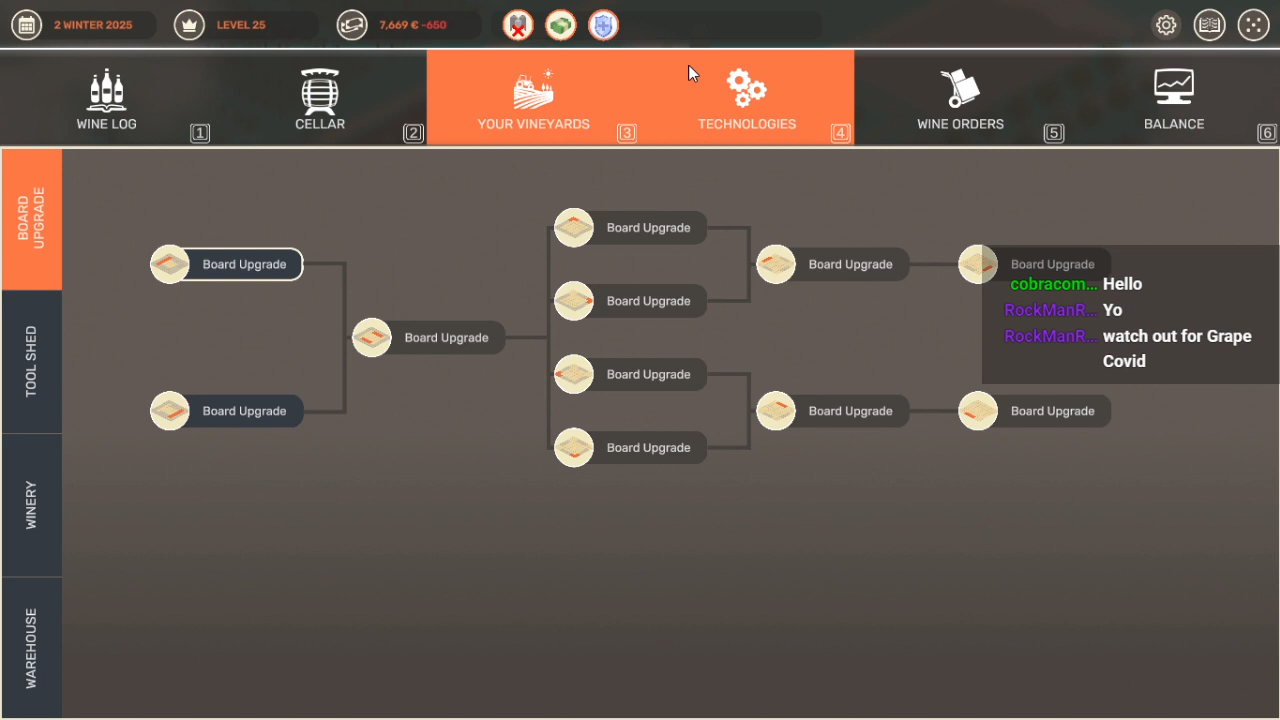 2 WINTER 2025
LEVEL 25
7,669 € -650
WINE LOG
1
CELLAR
2
YOUR VINEYARDS
3
TECHNOLOGIES
4
WINE ORDERS
5
BALANCE
6
BOARD
UPGRADE
TOOL SHED
WINERY
WAREHOUSE
Board Upgrade
Board Upgrade
Board Upgrade
Board Upgrade
Board Upgrade
Board Upgrade
Board Upgrade
Board Upgrade
Board Upgrade
Board Upgrade
Board Upgrade
cobracom... Hello
RockManR... Yo
RockManR... watch out for Grape
Covid